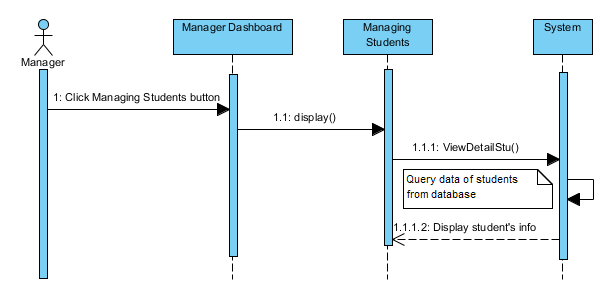 Manager Dashboard
Managing
Students
System
Manager
1: Click Managing Students button
1.1: display()
1.1.1: ViewDetailStu()
Query data of students
from database
1.1.1.2: Display student's info